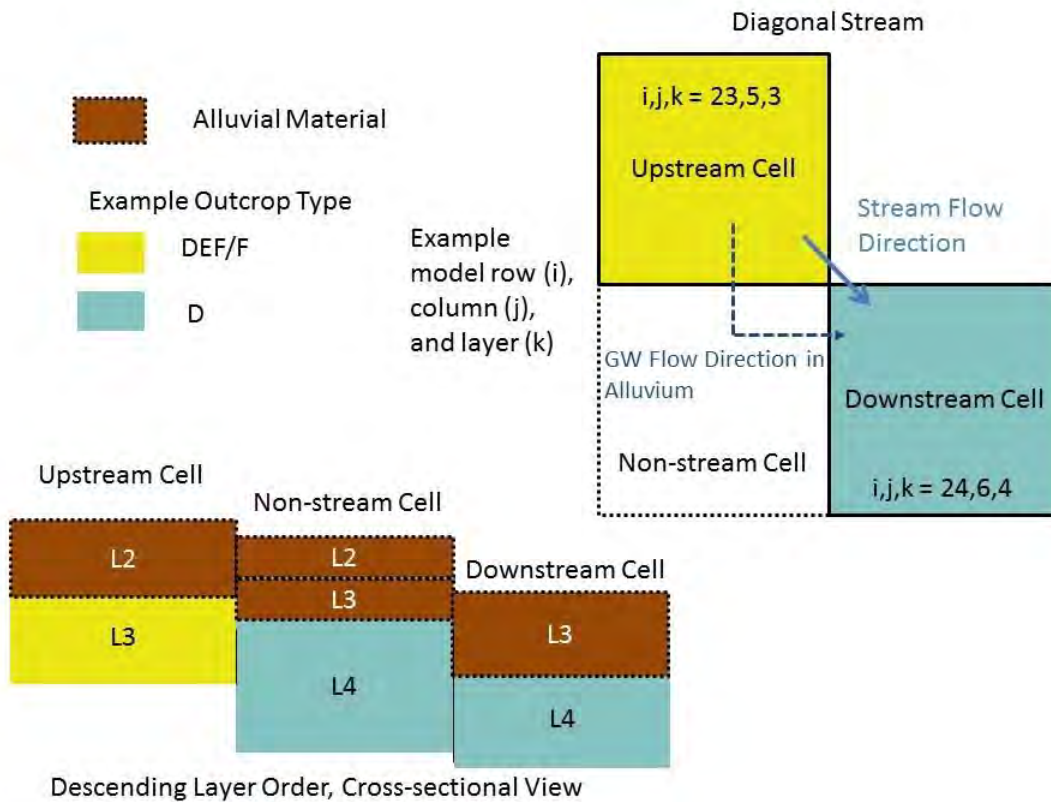 Diagonal Stream
i,j,k = 23,5,3
Upstream Cell
Alluvial Material
Example Outcrop Type
DEF/F
D
Example
model row (i),
column (j),
and layer (k)
Stream Flow
Direction
GW Flow Direction in
Alluvium
Downstream Cell
Non-stream Cell
i,j,k = 24,6,4
Upstream Cell
Non-stream Cell
Downstream Cell
L2
L3
L2
L3
L4
L3
L4
Descending Layer Order, Cross-sectional View